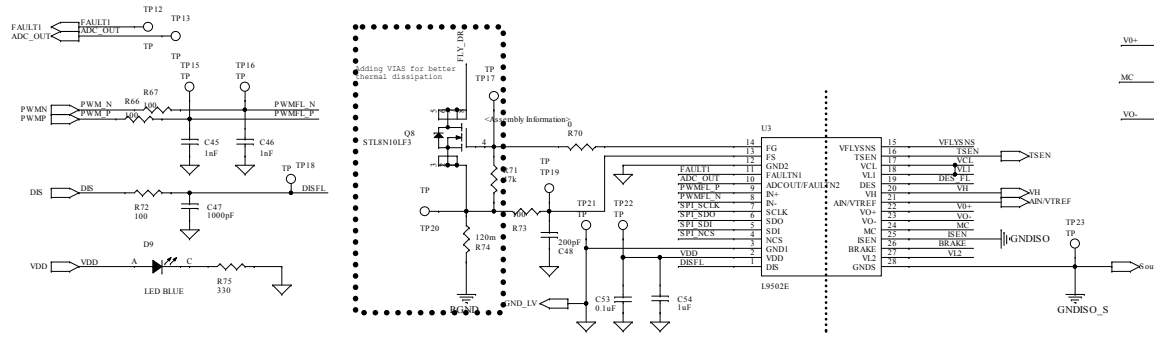 FAULT1
FAULT1
ADC_OUT
ADC_OUT
TP12
TP
TP13
TP
TP15
TP
TP16
TP
PWMN
PWM_N
R67
100
PWMFL_N
PWMP
PWM_P
R66
100
PWMFL_P
C45
1nF
C46
1nF
DIS
DIS
R72
100
C47
1000pF
TP
TP18
DISFL
VDD
VDD
A
D9
C
LED BLUE
R75
330
Adding VIAS for better
thermal dissipation
FLY_DR
TP
TP17
<Assembly Information>
Q8
STL8N10LF3
4
3
0
R70
R71
47k
TP
TP19
TP
TP20
100
R73
120m
R74
200pF
C48
PGND
GND_LV
TP21
TP
TP22
TP
C53
0.1uF
C54
1uF
U3
14 FG VFLYSNS 15 VFLYSNS
13 FS TSEN 16 TSEN
TSEN
12 GND2 VCL 17 VCL
FAULT1 11 FAULTN1 VL1 18 VL1
ADC_OUT 10 ADCOUT/FAULTN2 DES 19 DES_FL
PWMFL_P 9 IN+ VH 20 VH
VH
PWMFL_N 8 IN- AIN/VTREF 21
AIN/VTREF
SPI_SCLK 7 SCLK VO+ 22 V0+
SPI_SDO 6 SDO VO- 23 VO-
SPI_SDI 5 SDI MC 24 MC
SPI_NCS 4 NCS ISEN 25 ISEN
GNDISO
3 GND1 BRAKE 26 BRAKE
VDD 2 VDD VL2 27 VL2
DISFL 1 DIS GNDS 28
L9502E
TP23
TP
Sou
GNDISO_S
V0+
MC
VO-